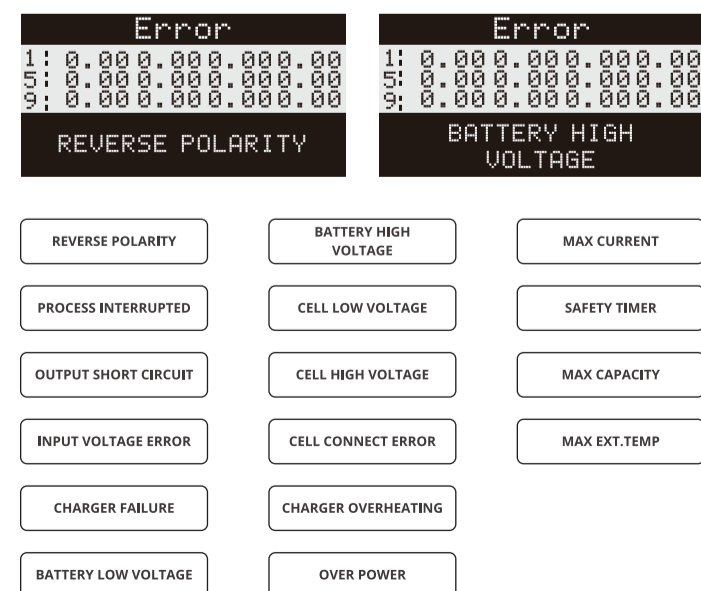 Error
1: 0.00 0.00 0.00 0.00
5: 0.00 0.00 0.00 0.00
9: 0.00 0.00 0.00 0.00
REVERSE POLARITY
Error
1: 0.00 0.00 0.00 0.00
5: 0.00 0.00 0.00 0.00
9: 0.00 0.00 0.00 0.00
BATTERY HIGH
VOLTAGE
REVERSE POLARITY
BATTERY HIGH
VOLTAGE
MAX CURRENT
PROCESS INTERRUPTED
CELL LOW VOLTAGE
SAFETY TIMER
OUTPUT SHORT CIRCUIT
CELL HIGH VOLTAGE
MAX CAPACITY
INPUT VOLTAGE ERROR
CELL CONNECT ERROR
MAX EXT.TEMP
CHARGER FAILURE
CHARGER OVERHEATING
BATTERY LOW VOLTAGE
OVER POWER